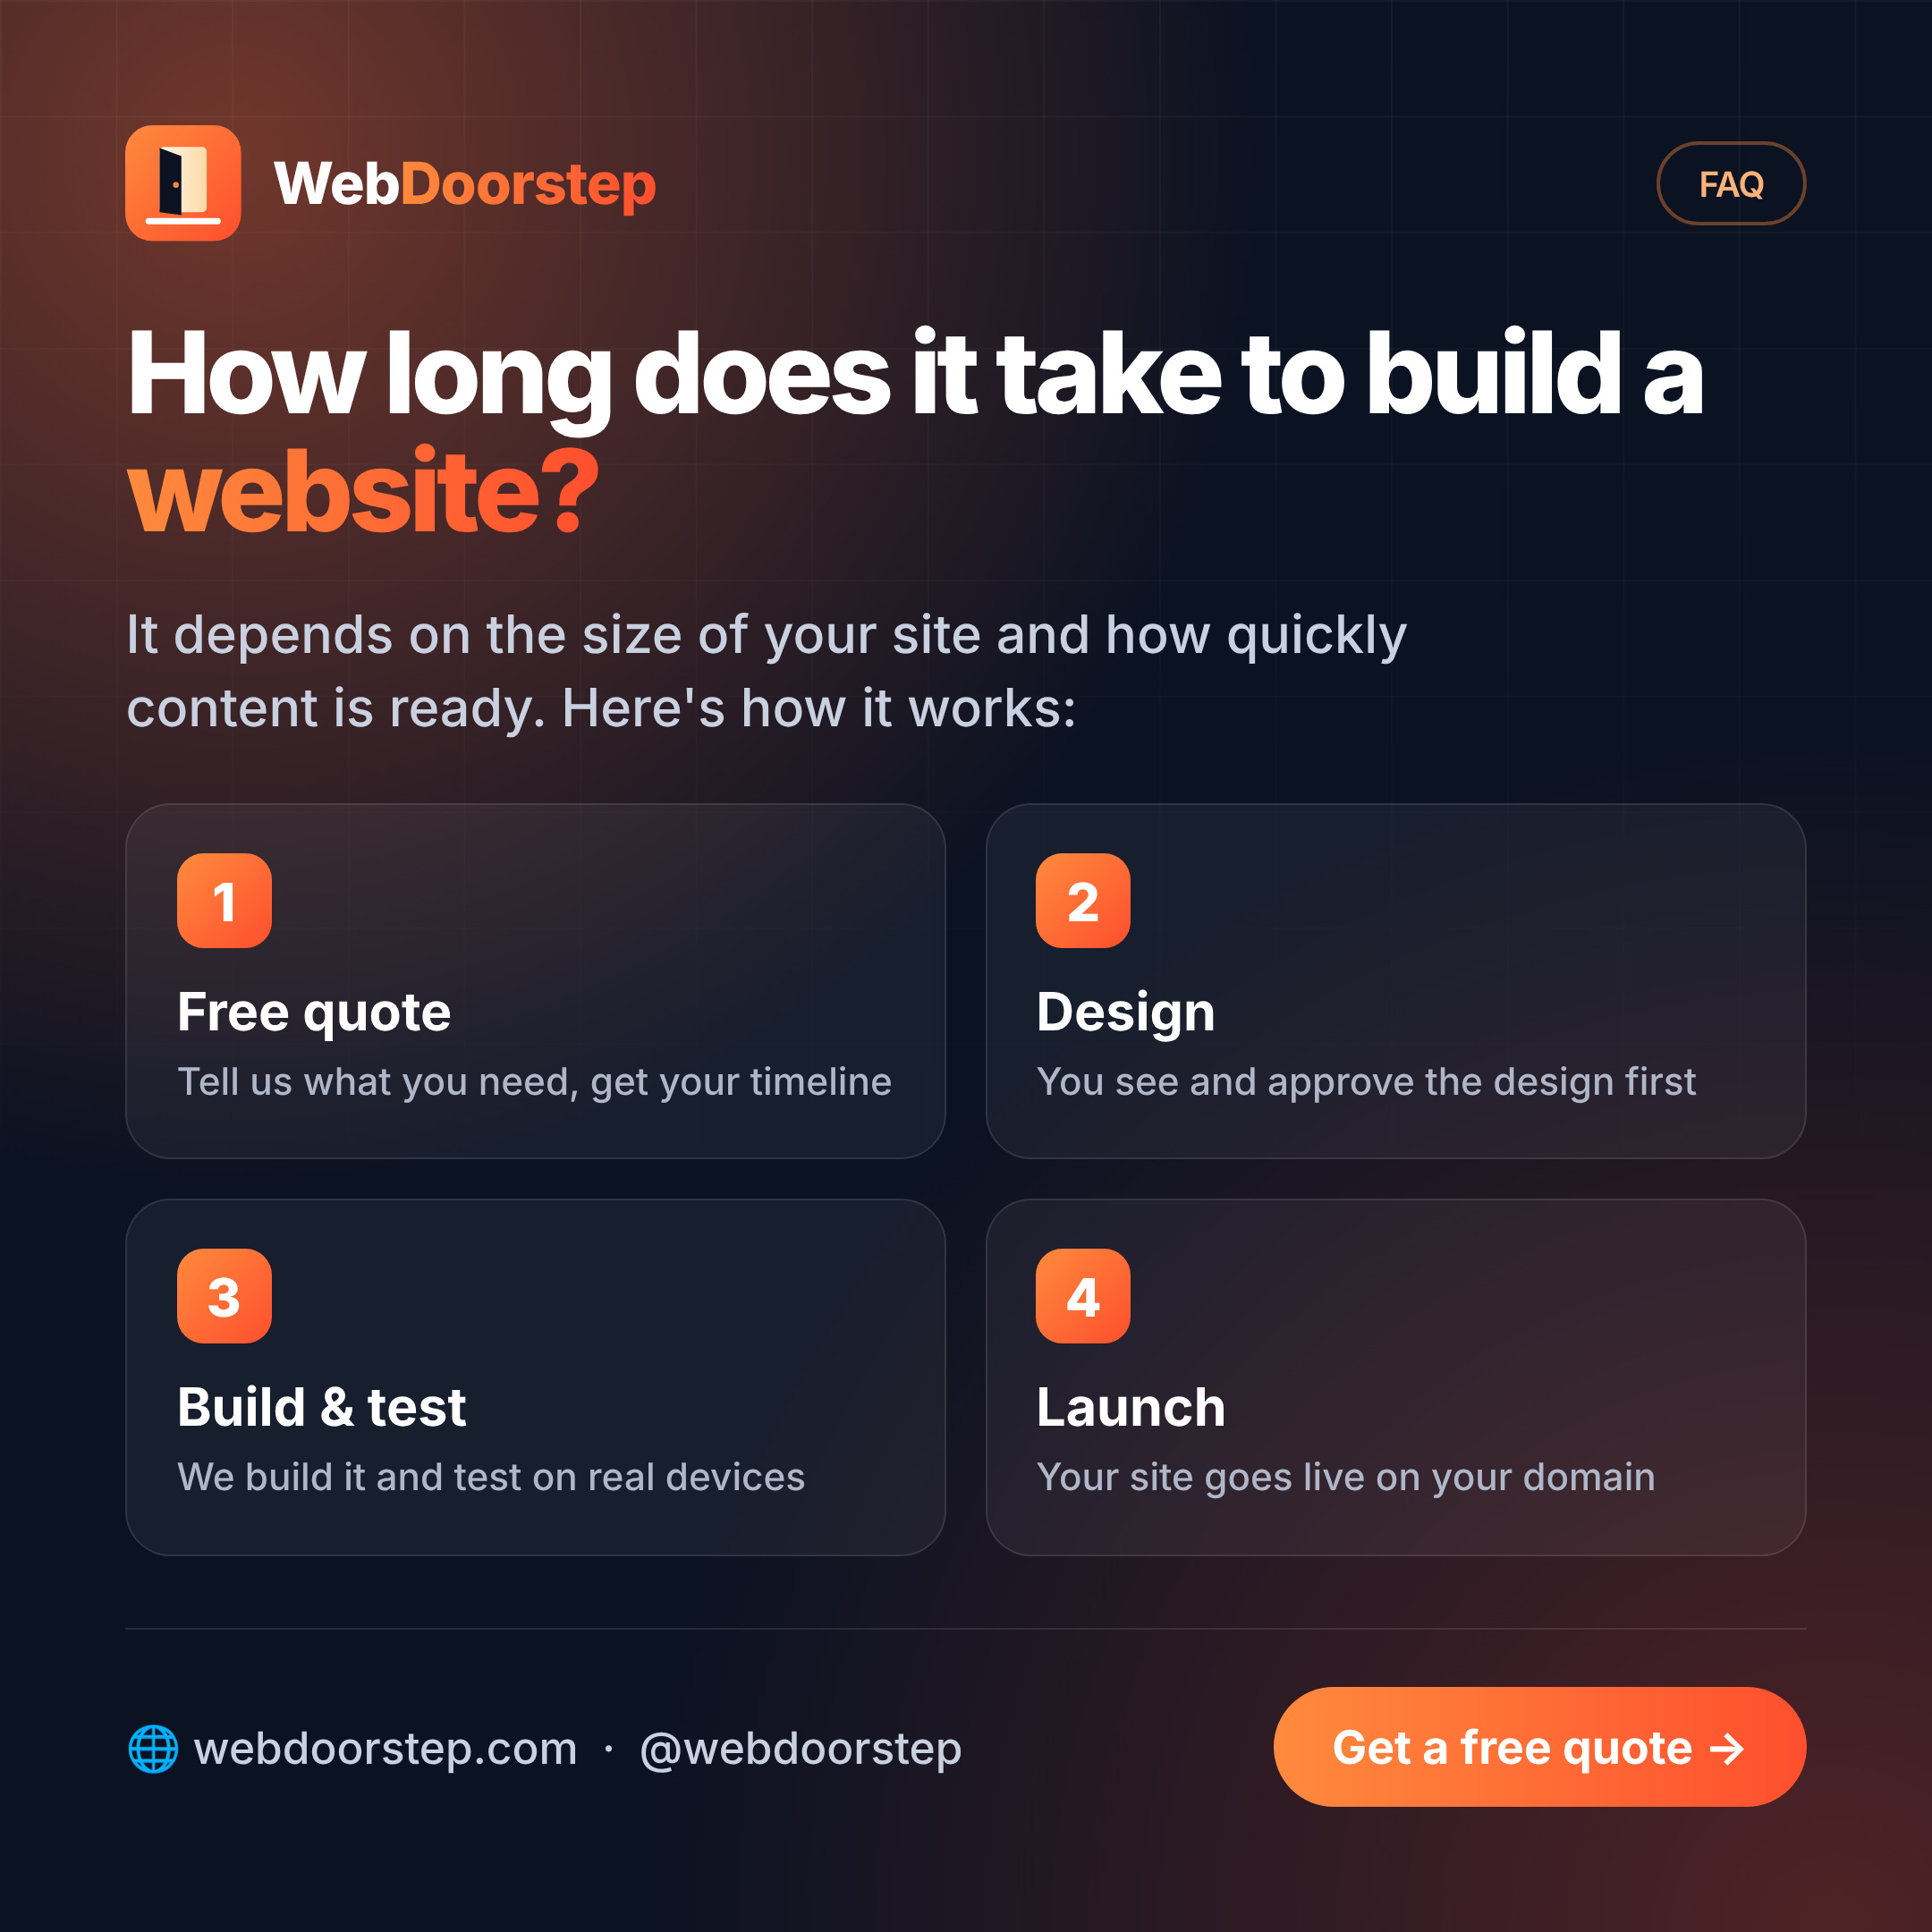 WebDoorstep
FAQ
How long does it take to build a
website?
It depends on the size of your site and how quickly
content is ready. Here's how it works:
1
Free quote
Tell us what you need, get your timeline
2
Design
You see and approve the design first
3
Build & test
We build it and test on real devices
4
Launch
Your site goes live on your domain
🌐 webdoorstep.com · @webdoorstep
Get a free quote →